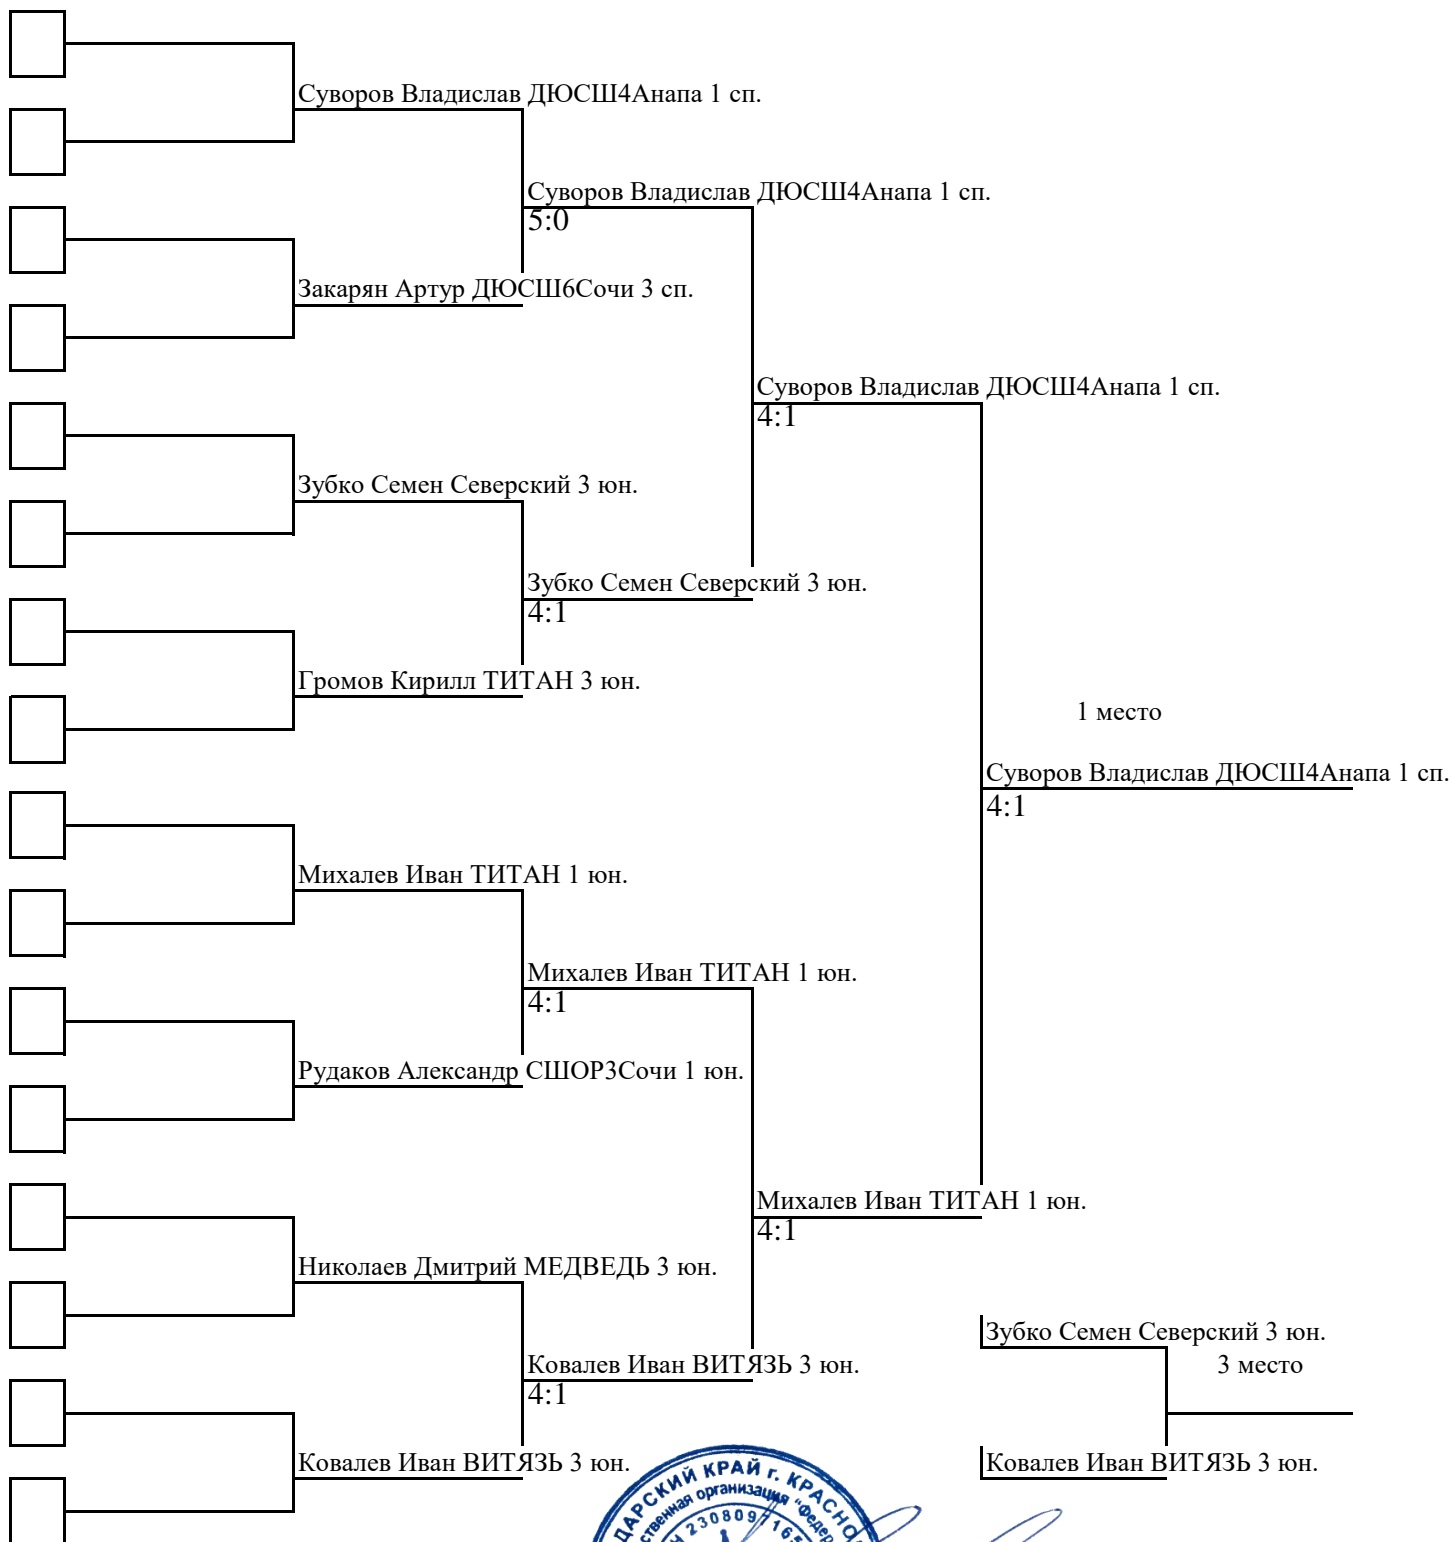 Суворов Владислав ДЮСШ4Анапа 1 сп.
Суворов Владислав ДЮСШ4Анапа 1 сп.
5:0
Закарян Артур ДЮСШ6Сочи 3 сп.
Суворов Владислав ДЮСШ4Анапа 1 сп.
4:1
Зубко Семен Северский 3 юн.
Зубко Семен Северский 3 юн.
4:1
Громов Кирилл ТИТАН 3 юн.
1 место
Суворов Владислав ДЮСШ4Анапа 1 сп.
4:1
Михалев Иван ТИТАН 1 юн.
Михалев Иван ТИТАН 1 юн.
4:1
Рудаков Александр СШОР3Сочи 1 юн.
Михалев Иван ТИТАН 1 юн.
4:1
Николаев Дмитрий МЕДВЕДЬ 3 юн.
Зубко Семен Северский 3 юн.
3 место
Ковалев Иван ВИТЯЗЬ 3 юн.
4:1
Ковалев Иван ВИТЯЗЬ 3 юн.
Ковалев Иван ВИТЯЗЬ 3 юн.
КРАЙ г.
организация